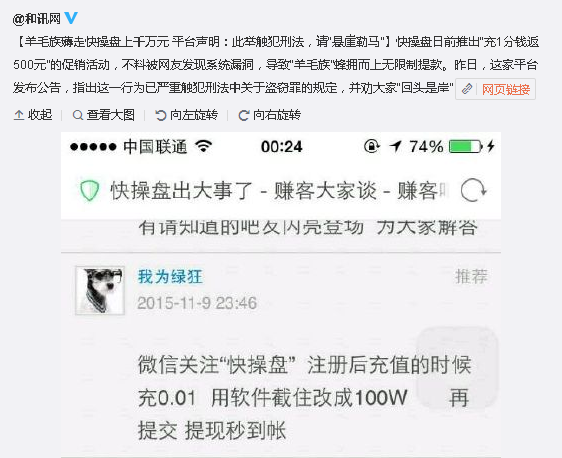 @和讯网
【羊毛族薅走快操盘上千万元 平台声明：此举触犯刑法，请"悬崖勒马"】快操盘日前推出"充1分钱返
500元"的促销活动，不料被网友发现系统漏洞，导致"羊毛族"蜂拥而上无限制提款。昨日，这家平台
发布公告，指出这一行为已严重触犯刑法中关于盗窃罪的规定，并劝大家"回头是岸" 网页链接
收起 查看大图 向左旋转 向右旋转
中国联通 00:24 74%
快操盘出大事了 - 赚客大家谈 - 赚客
有请知道的吧友闪亮登场 为大家解答
我为绿狂 推荐
2015-11-9 23:46
微信关注“快操盘” 注册后充值的时候
充0.01 用软件截住改成100W 再
提交 提现秒到帐